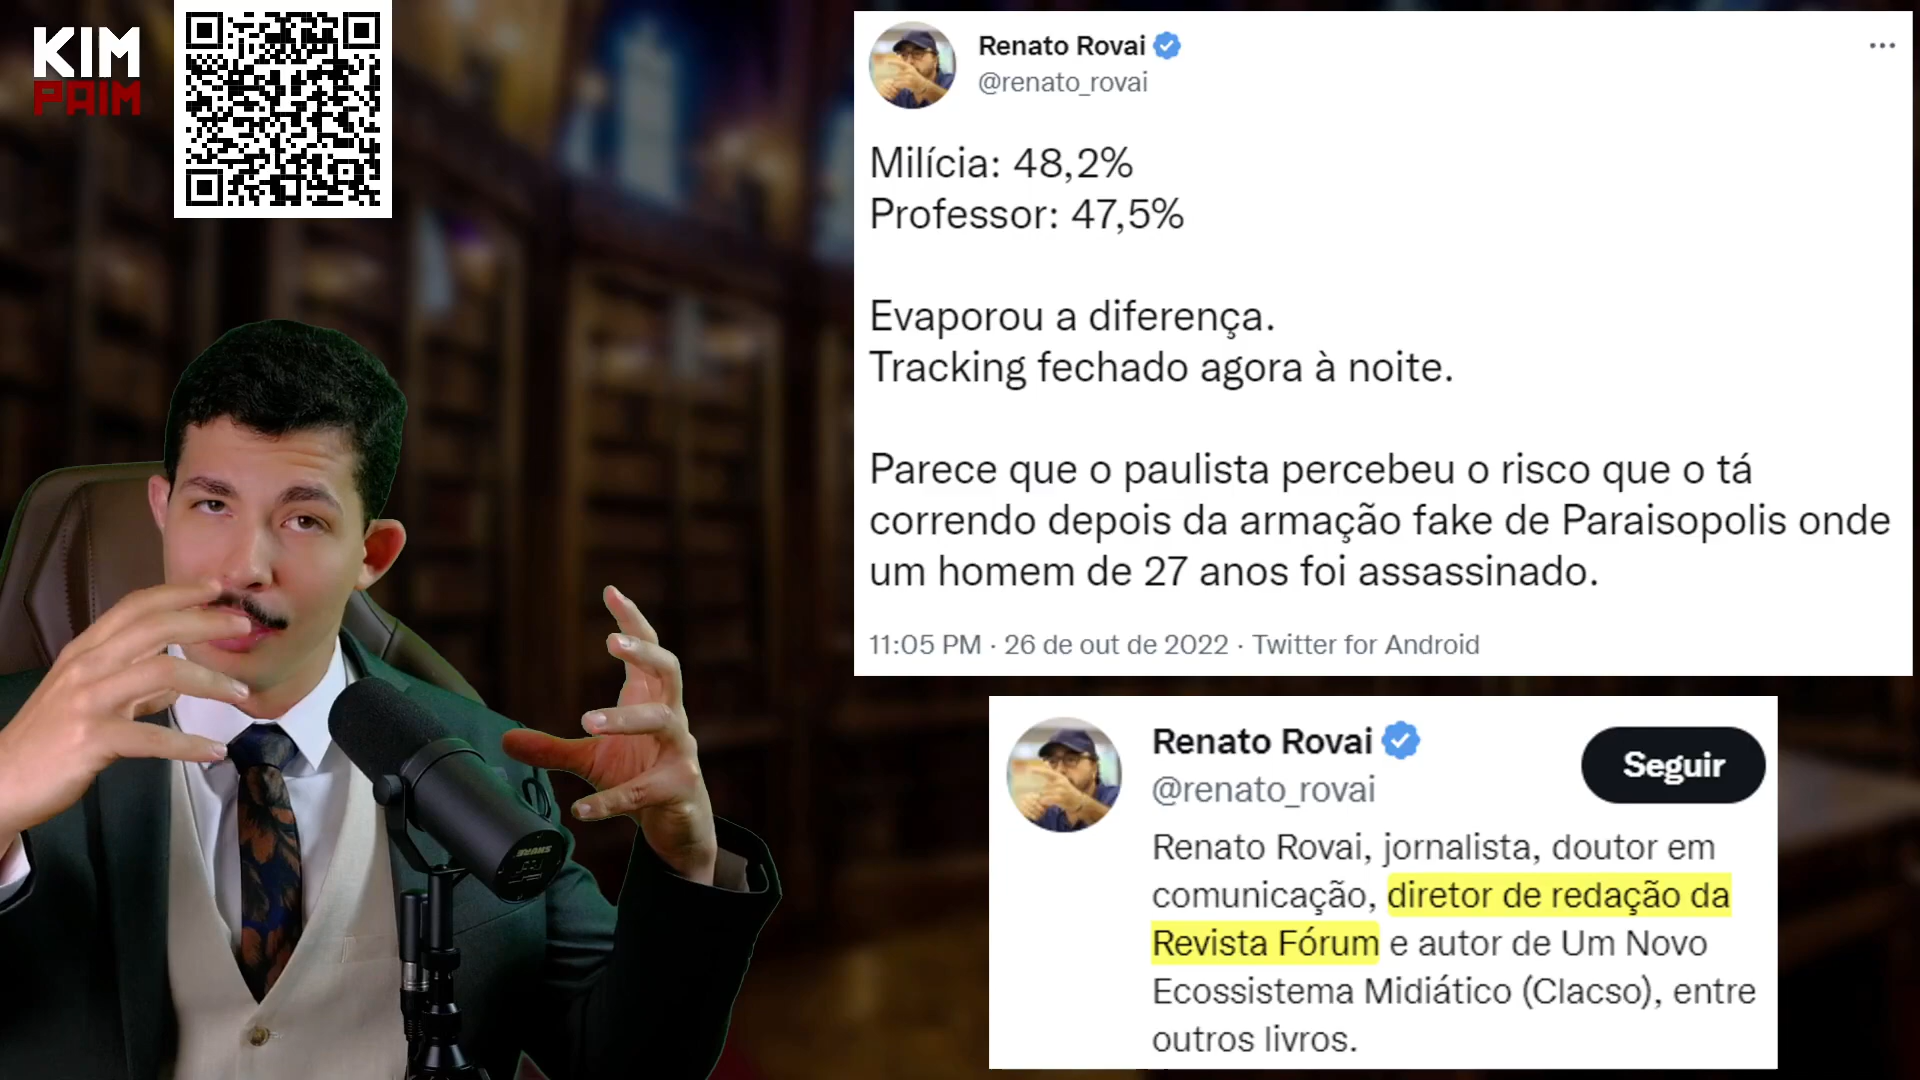 KIM
PAIM
Renato Rovai
@renato_rovai
Milícia: 48,2%
Professor: 47,5%
Evaporou a diferença.
Tracking fechado agora à noite.
Parece que o paulista percebeu o risco que o tá
correndo depois da armação fake de Paraisopolis onde
um homem de 27 anos foi assassinado.
11:05 PM · 26 de out de 2022 · Twitter for Android
Renato Rovai
@renato_rovai
Seguir
Renato Rovai, jornalista, doutor em
comunicação, diretor de redação da
Revista Fórum e autor de Um Novo
Ecossistema Midiático (Clacso), entre
outros livros.
SHURE